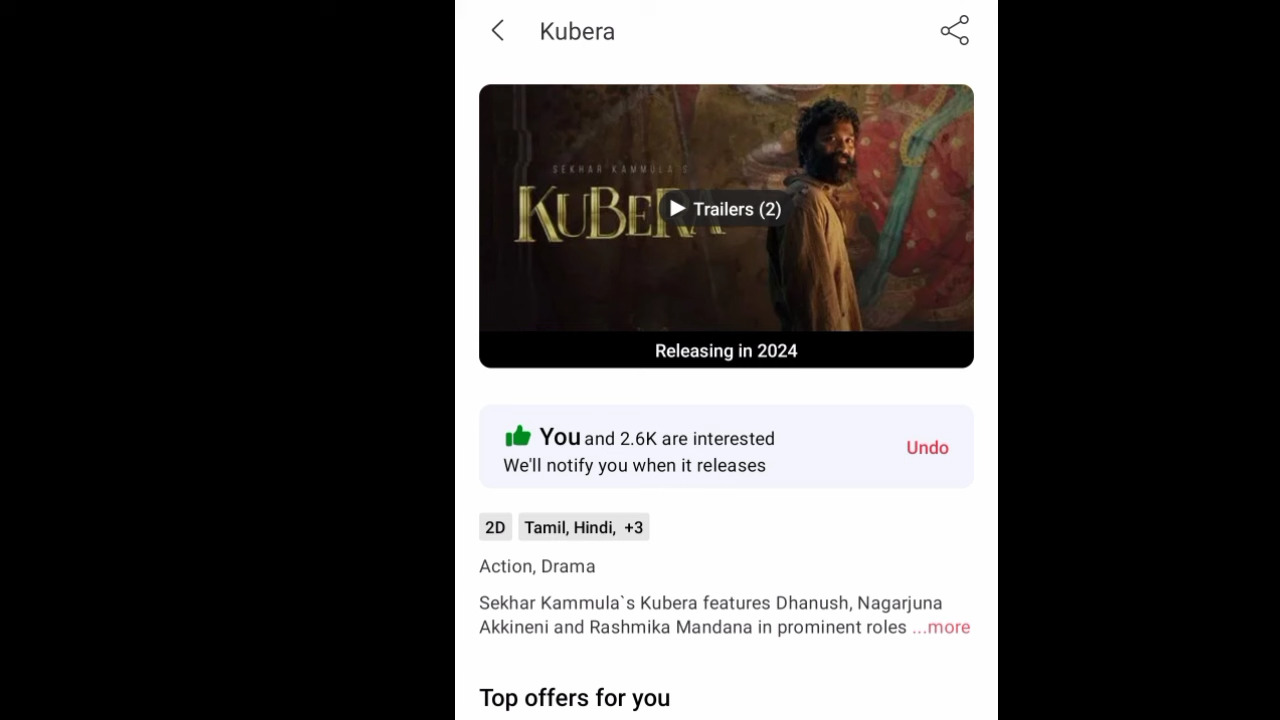 Kubera
SEKHAR KAMMULA'S
KUBERA
Trailers (2)
Releasing in 2024
You and 2.6K are interested
We'll notify you when it releases
Undo
2D
Tamil, Hindi, +3
Action, Drama
Sekhar Kammula`s Kubera features Dhanush, Nagarjuna
Akkineni and Rashmika Mandana in prominent roles ...more
Top offers for you